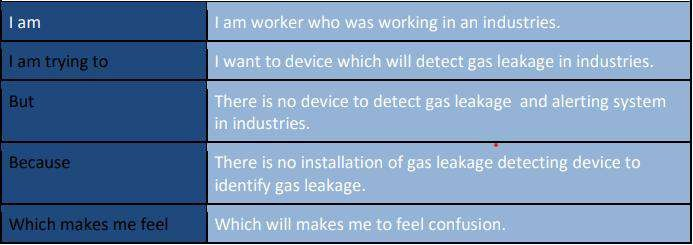 I am I am worker who was working in an industries.
I am trying to I want to device which will detect gas leakage in industries.
But There is no device to detect gas leakage and alerting system
in industries.
Because There is no installation of gas leakage detecting device to
identify gas leakage.
Which makes me feel Which will makes me to feel confusion.